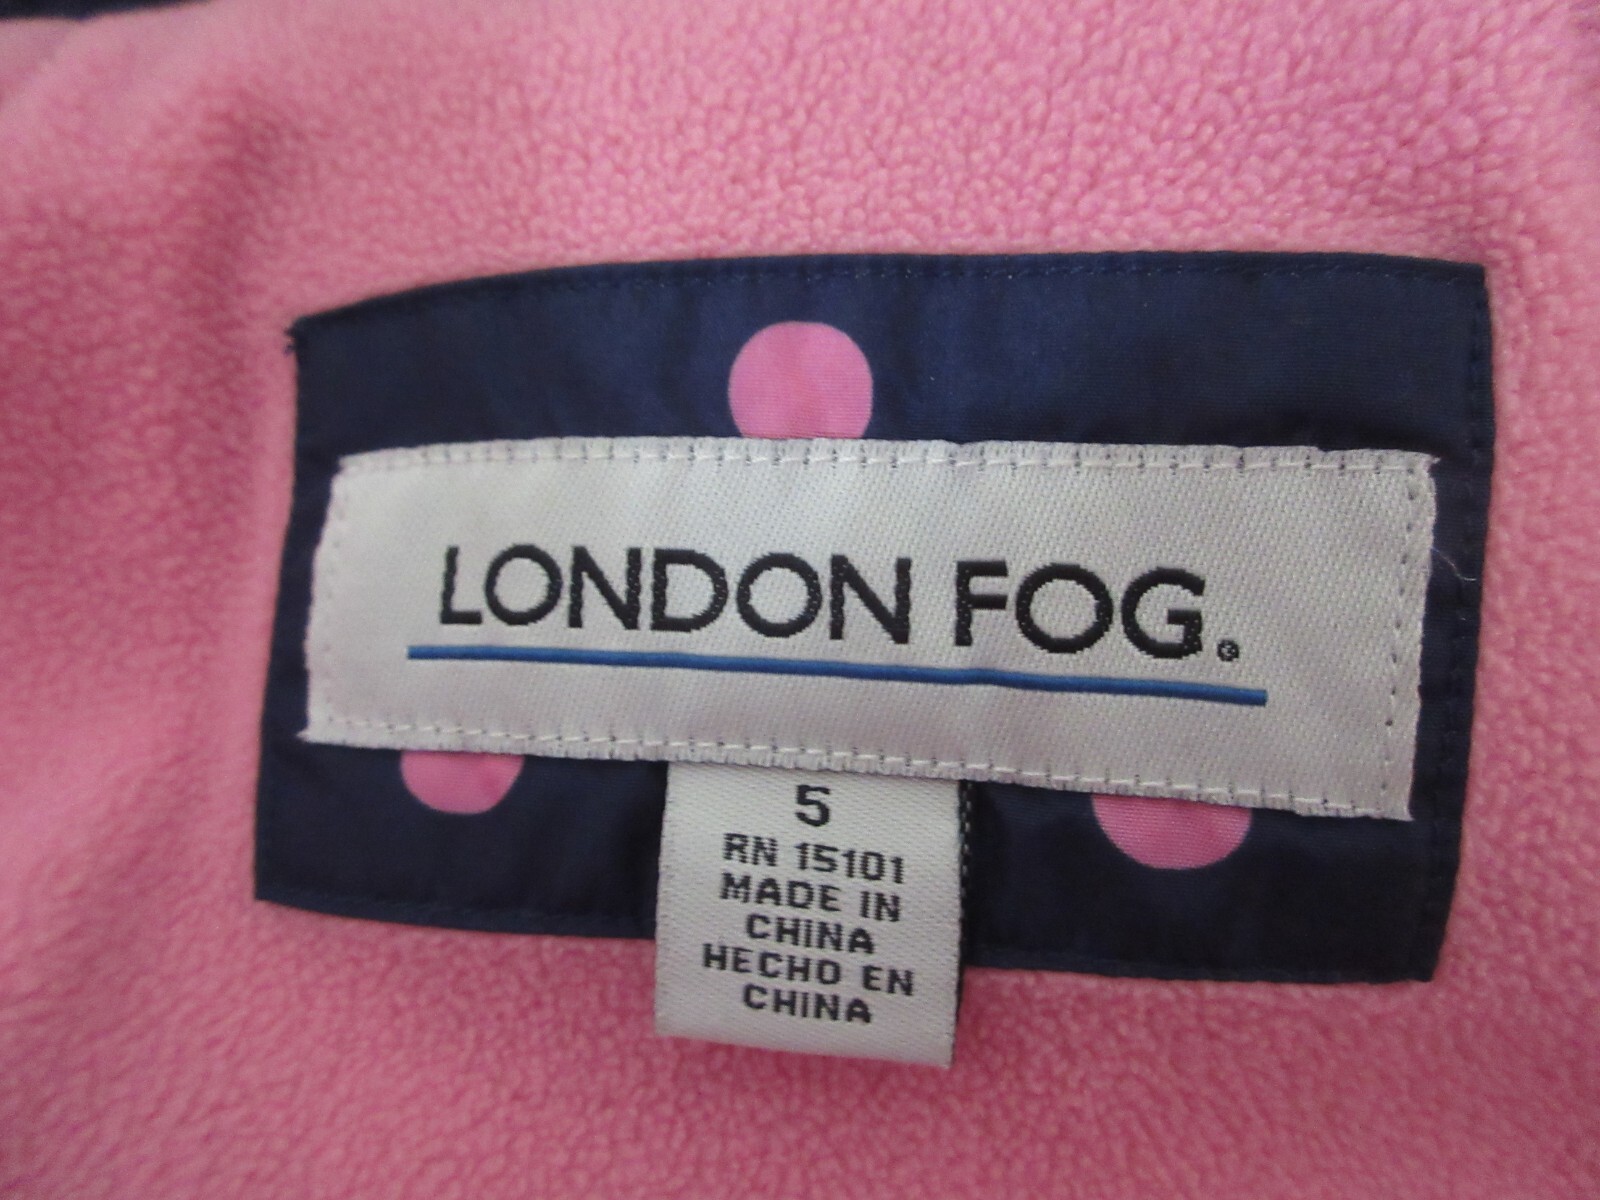 LONDON FOG®
5
RN 15101
MADE IN
CHINA
HECHO EN
CHINA